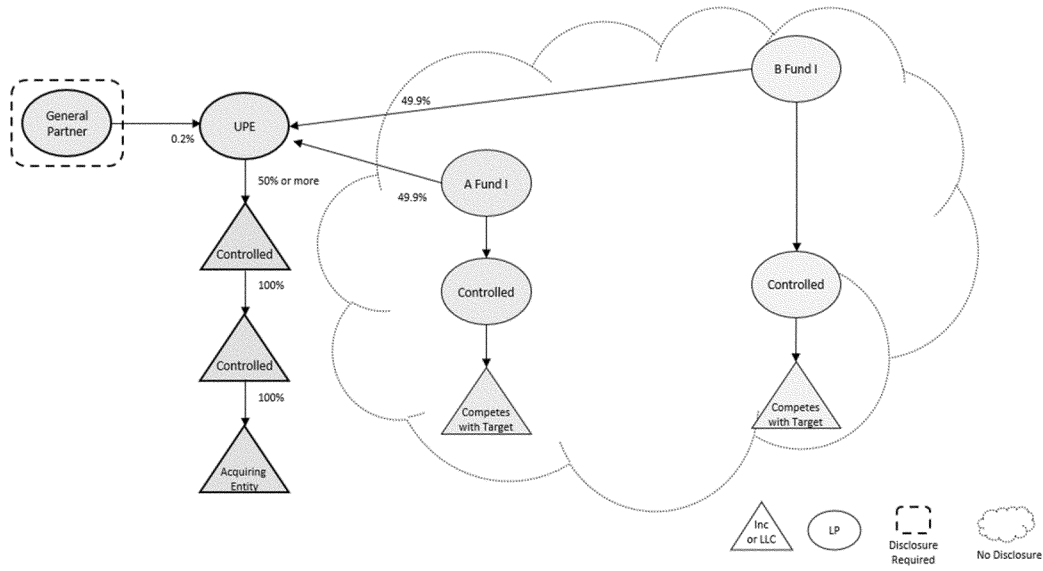 B Fund I
General
Partner
49.9%
UPE
0.2%
50% or more
A Fund I
49.9%
Controlled
100%
Controlled
Controlled
Controlled
100%
Competes
with Target
Competes
with Target
Acquiring
Entity
Inc
or LLC
LP
Disclosure
Required
No Disclosure